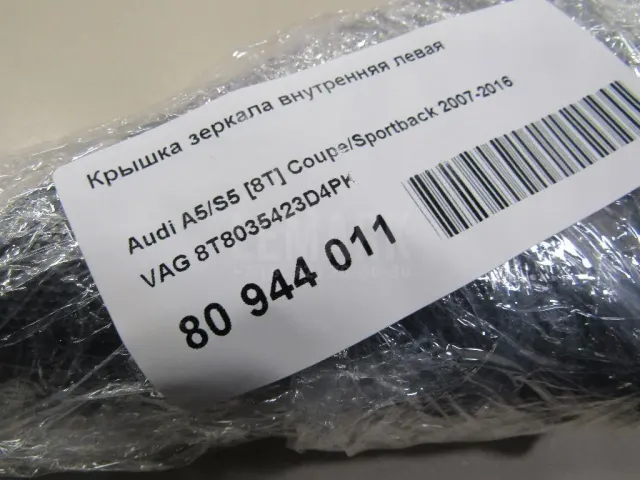 Крышка зеркала внутренняя левая
Audi A5/S5 [8T] Coupe/Sportback 2007-2016
VAG 8T8035423D4PK
80 944 011